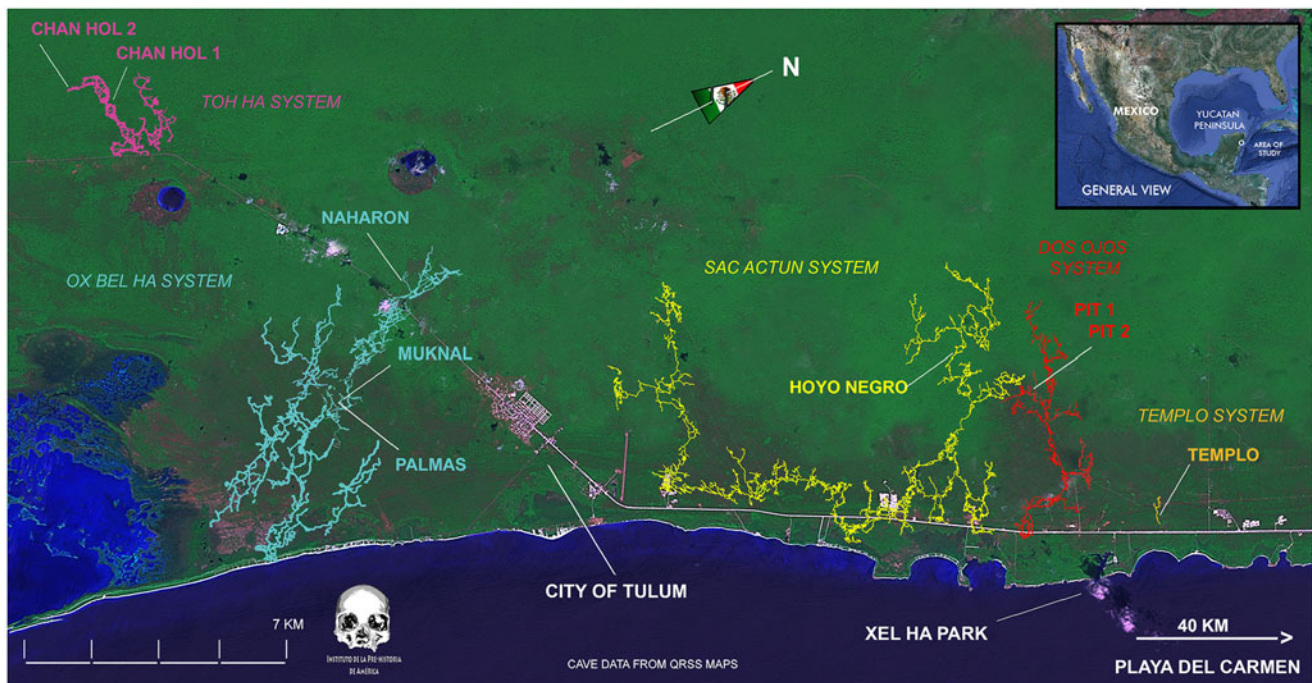 CHAN HOL 2
CHAN HOL 1
TOH HA SYSTEM
N
MEXICO
YUCATAN
PENINSULA
AREA OF
STUDY
GENERAL VIEW
NAHARON
OX BEL HA SYSTEM
SAC ACTUN SYSTEM
DOS OJOS
SYSTEM
PIT 1
PIT 2
MUKNAL
HOYO NEGRO
TEMPLO SYSTEM
TEMPLO
PALMAS
CITY OF TULUM
7 KM
XEL HA PARK
40 KM
PLAYA DEL CARMEN
INSTITUTO DE LA PRE-HISTORIA
DE AMÉRICA
CAVE DATA FROM QRSS MAPS